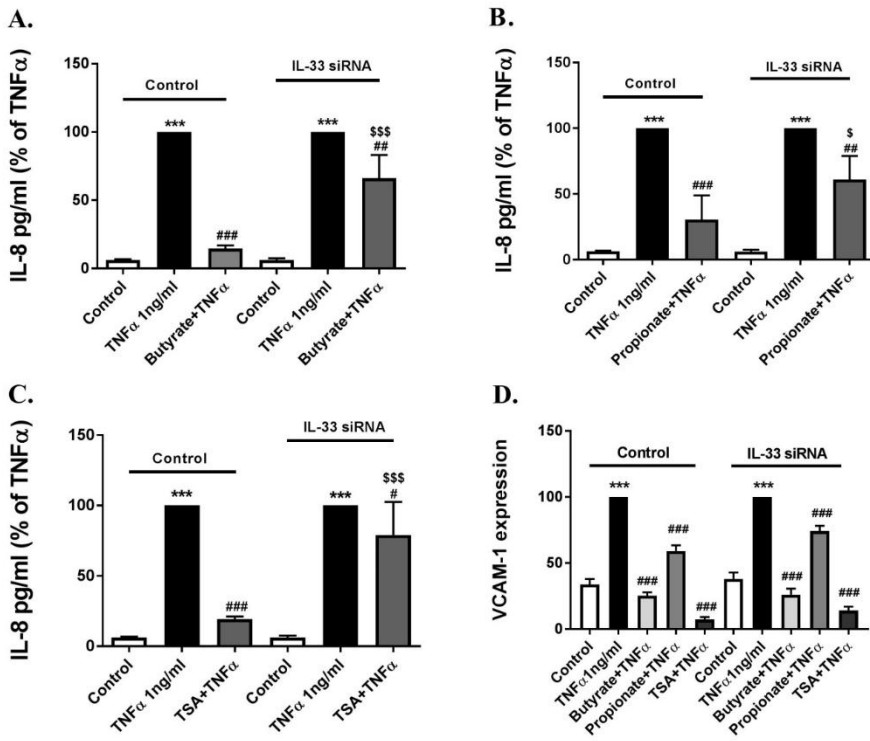 A.
IL-8 pg/ml (% of TNFα)
150
100
50
0
Control
IL-33 siRNA
***
###
***
$$$
##
Control
TNFα 1ng/ml
Butyrate+TNFα
Control
TNFα 1ng/ml
Butyrate+TNFα
B.
IL-8 pg/ml (% of TNFα)
150
100
50
0
Control
IL-33 siRNA
***
###
***
$
##
Control
TNFα 1ng/ml
Propionate+TNFα
Control
TNFα 1ng/ml
Propionate+TNFα
C.
IL-8 pg/ml (% of TNFα)
150
100
50
0
Control
IL-33 siRNA
***
###
***
$$$
#
Control
TNFα 1ng/ml
TSA+TNFα
Control
TNFα 1ng/ml
TSA+TNFα
D.
VCAM-1 expression
150
100
50
0
Control
IL-33 siRNA
***
###
###
###
***
###
###
###
Control
TNFα1ng/ml
Butyrate+TNFα
Propionate+TNFα
TSA+TNFα
Control
TNFα1ng/ml
Butyrate+TNFα
Propionate+TNFα
TSA+TNFα